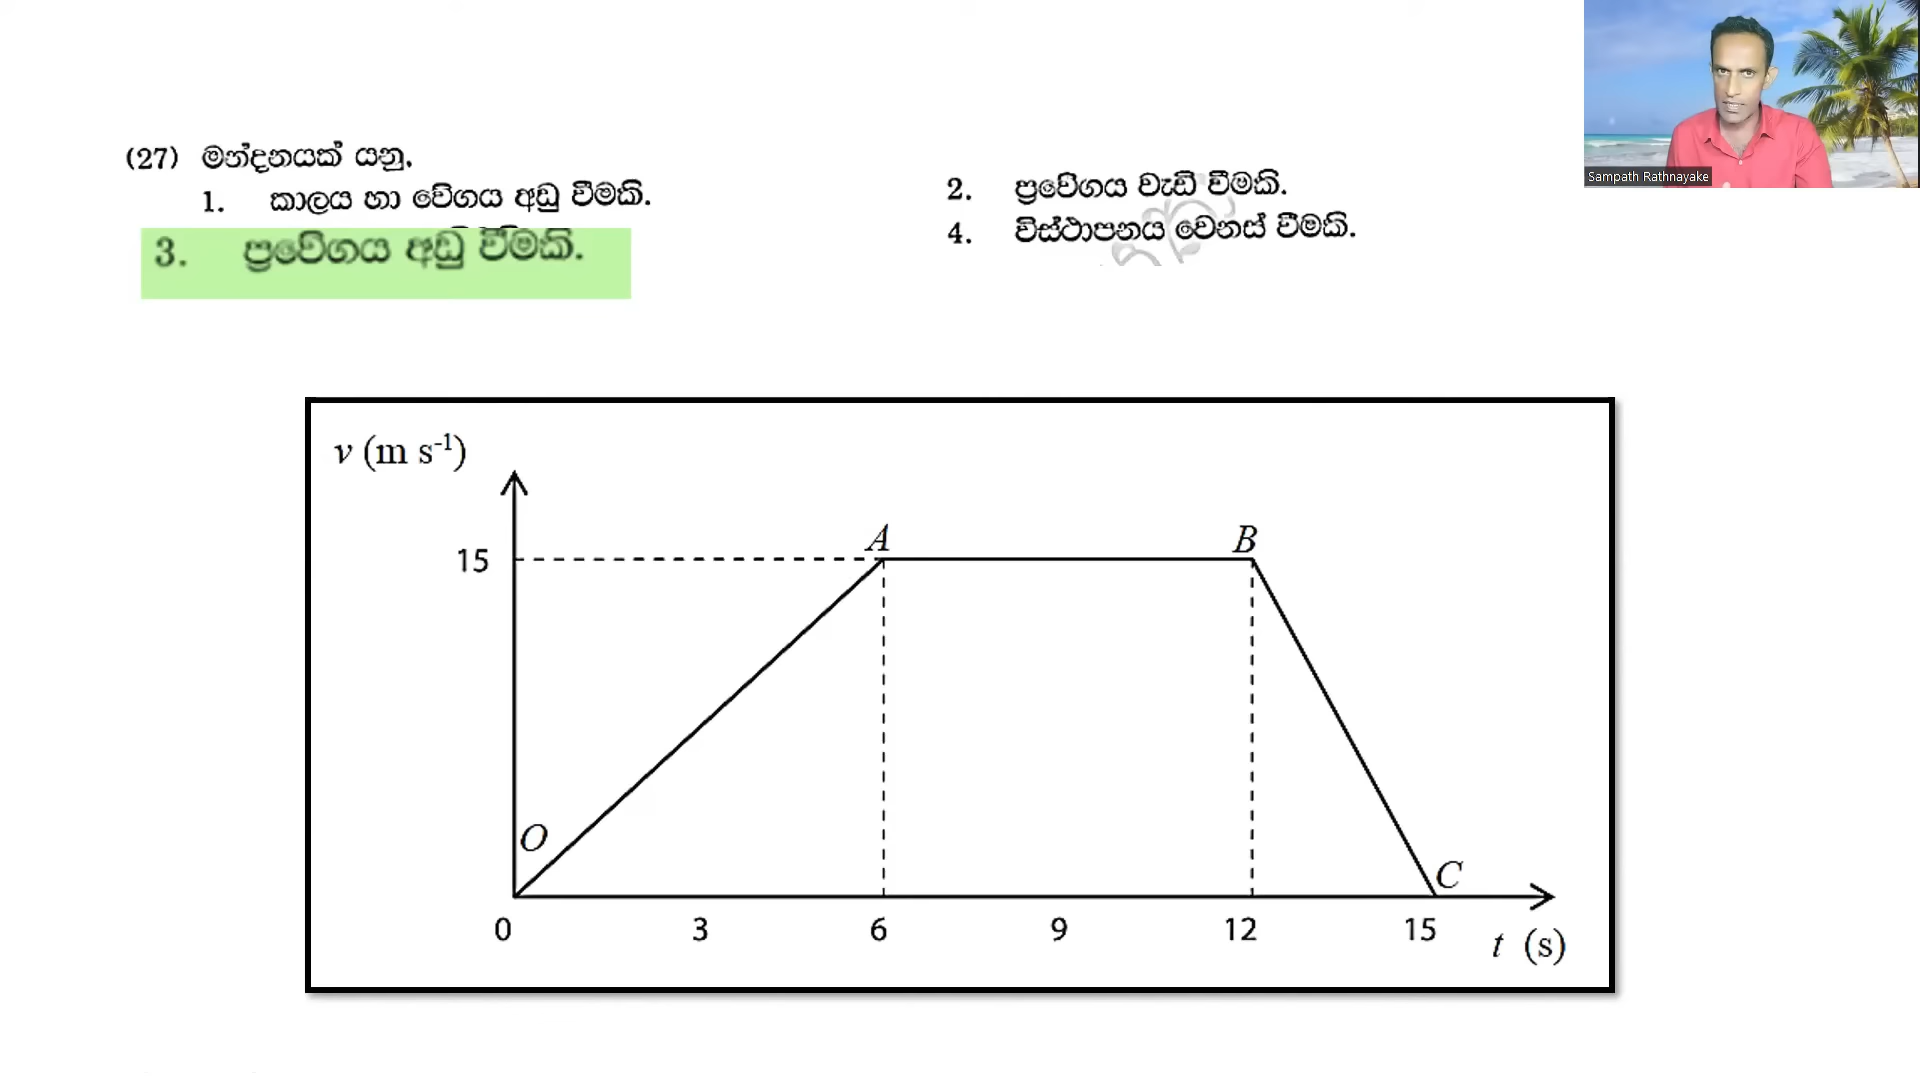 (27) මන්දනයක් යනු,
1. කාලය හා වේගය අඩු වීමකි.
2. ප්‍රවේගය වැඩි වීමකි.
3. ප්‍රවේගය අඩු වීමකි.
4. විස්ථාපනය වෙනස් වීමකි.
Sampath Rathnayake
v (m s⁻¹)
A B
15
O
C
0 3 6 9 12 15
t (s)